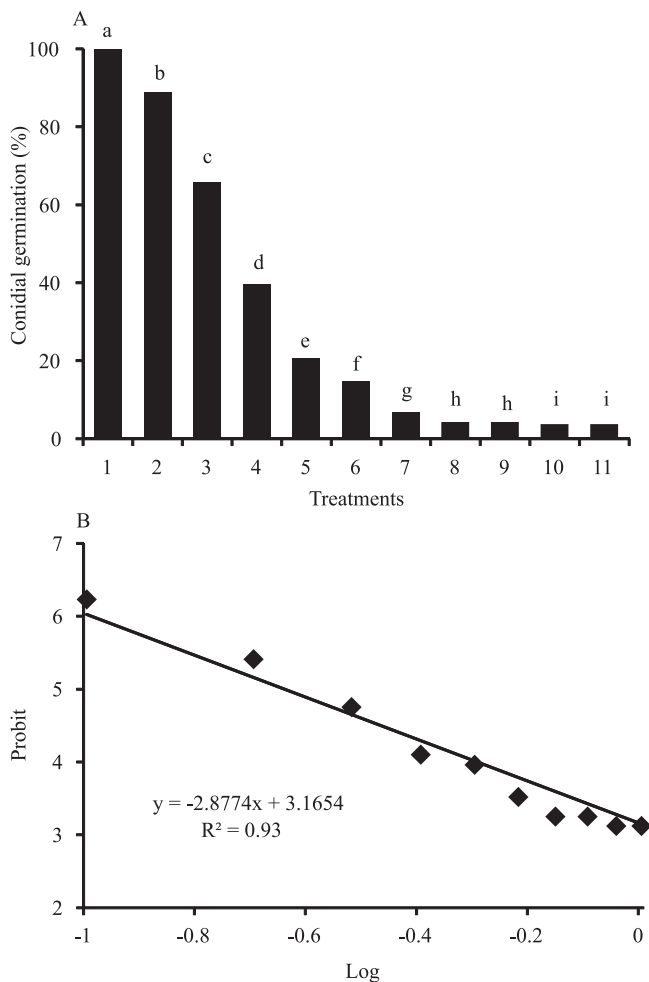 A
Conidial germination (%)
100
80
60
40
20
0
a
b
c
d
e
f
g
h
h
i
i
1 2 3 4 5 6 7 8 9 10 11
Treatments
B
Probit
7
6
5
4
3
2
y = -2.8774x + 3.1654
R² = 0.93
-1 -0.8 -0.6 -0.4 -0.2 0
Log